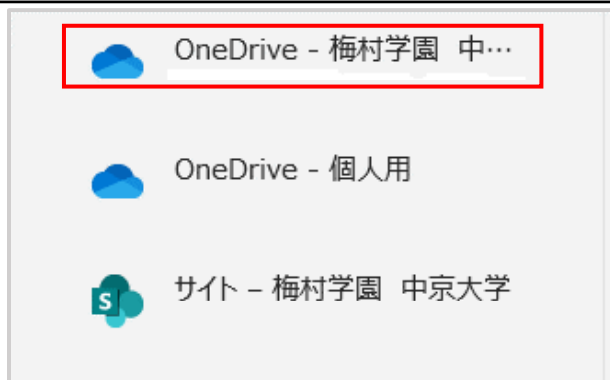 OneDrive - 梅村学園 中…
OneDrive - 個人用
S
サイト – 梅村学園 中京大学